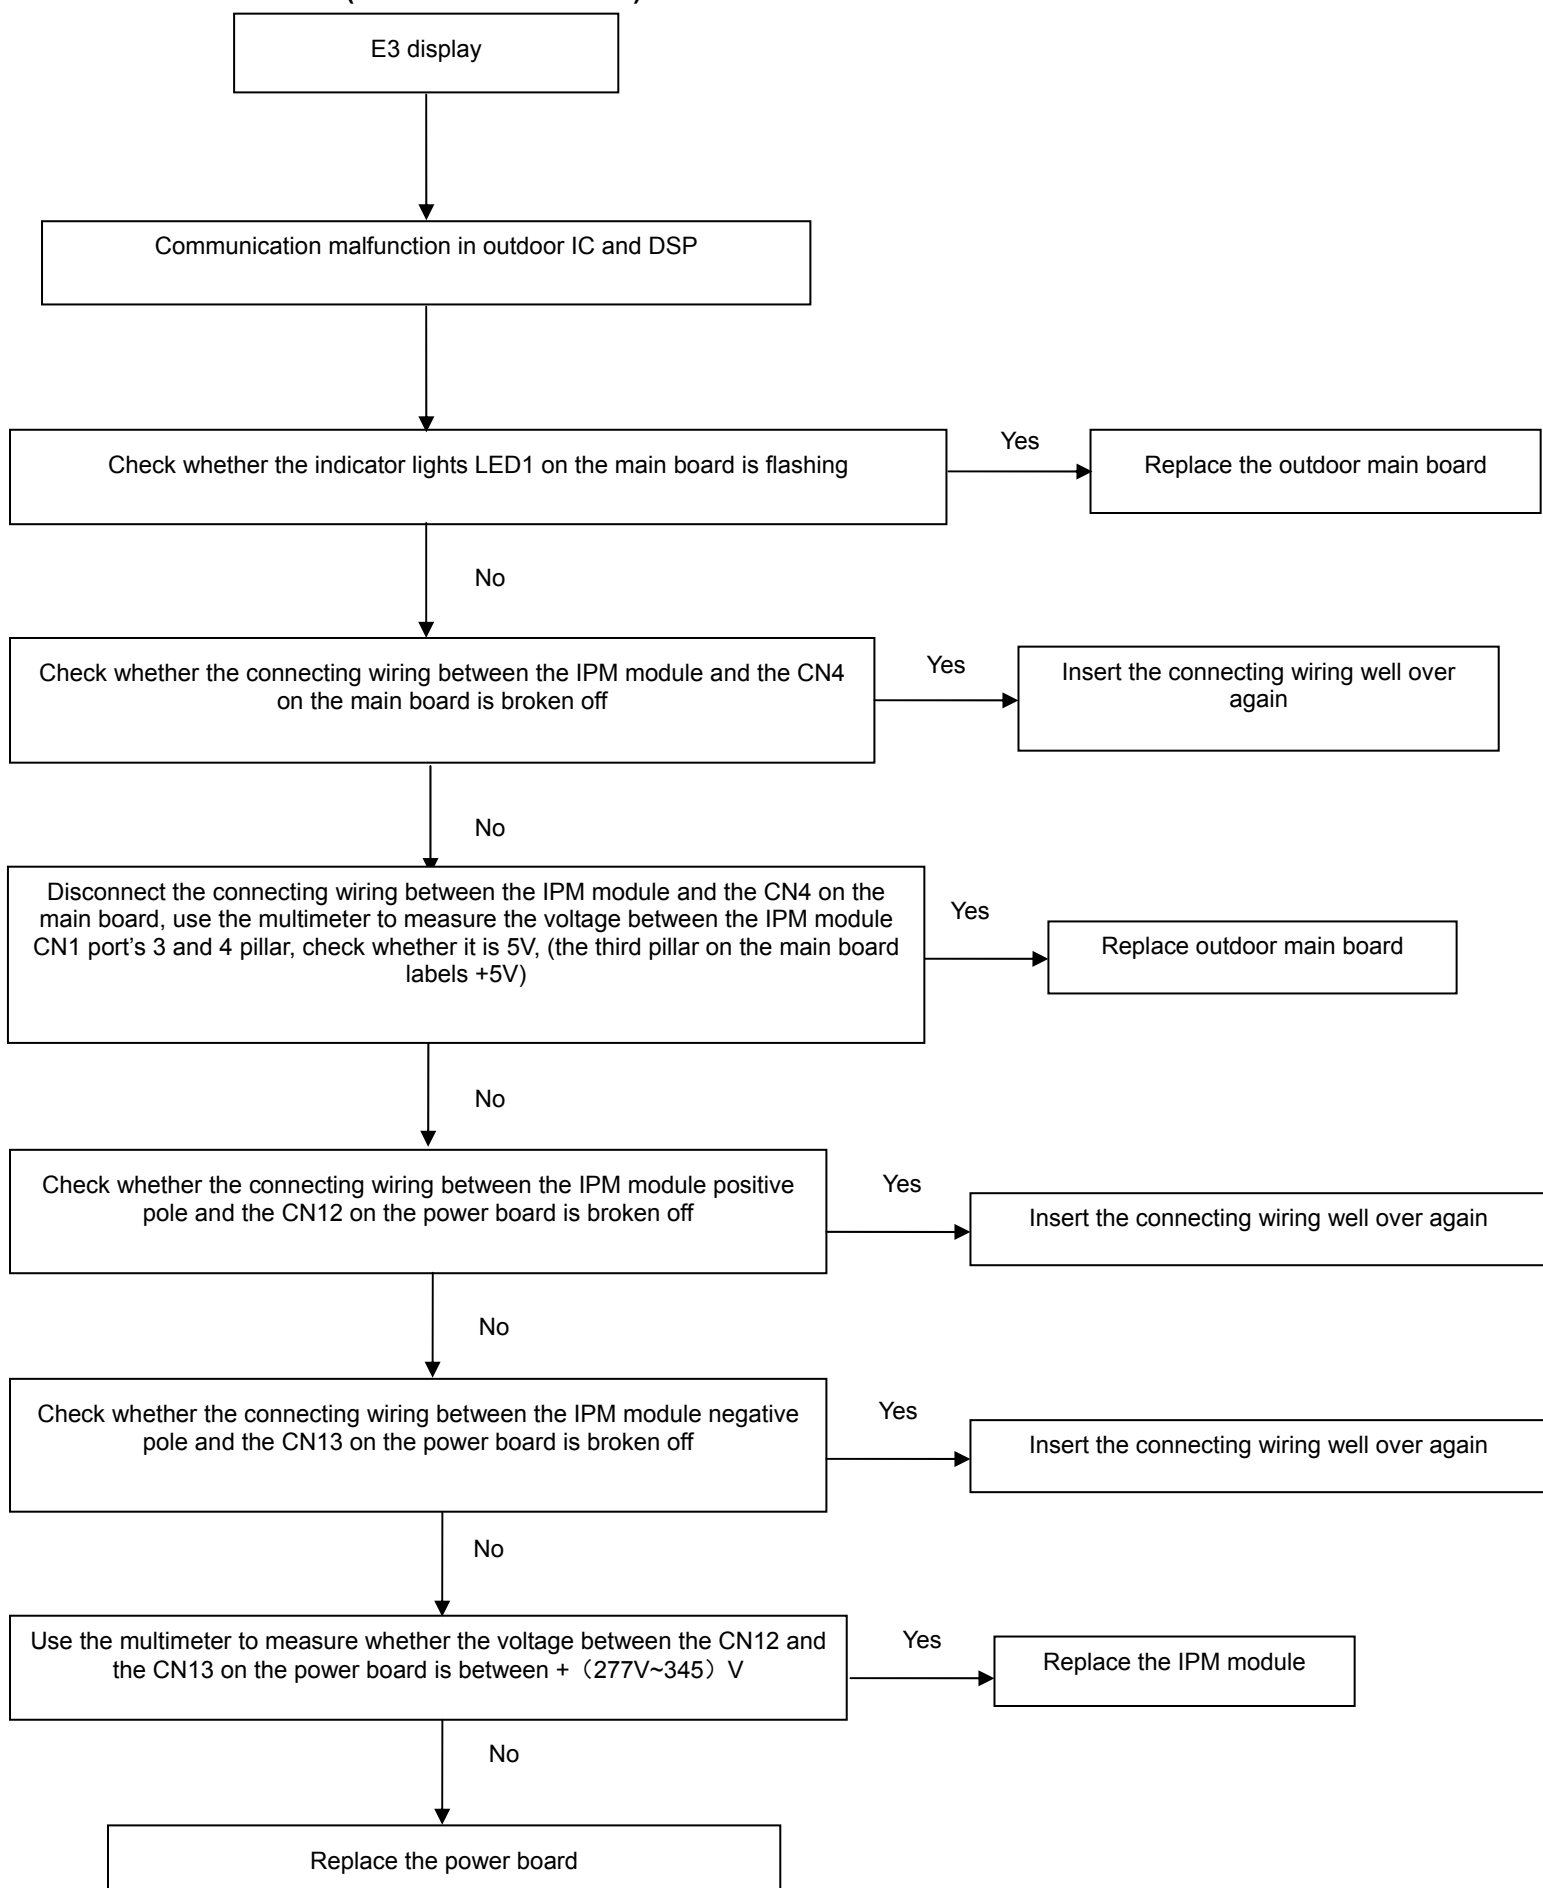 E3 display
Communication malfunction in outdoor IC and DSP
Check whether the indicator lights LED1 on the main board is flashing
Yes
Replace the outdoor main board
No
Check whether the connecting wiring between the IPM module and the CN4
on the main board is broken off
Yes
Insert the connecting wiring well over
again
No
Disconnect the connecting wiring between the IPM module and the CN4 on the
main board, use the multimeter to measure the voltage between the IPM module
CN1 port’s 3 and 4 pillar, check whether it is 5V, (the third pillar on the main board
labels +5V)
Yes
Replace outdoor main board
No
Check whether the connecting wiring between the IPM module positive
pole and the CN12 on the power board is broken off
Yes
Insert the connecting wiring well over again
No
Check whether the connecting wiring between the IPM module negative
pole and the CN13 on the power board is broken off
Yes
Insert the connecting wiring well over again
No
Use the multimeter to measure whether the voltage between the CN12 and
the CN13 on the power board is between +（277V~345）V
Yes
Replace the IPM module
No
Replace the power board